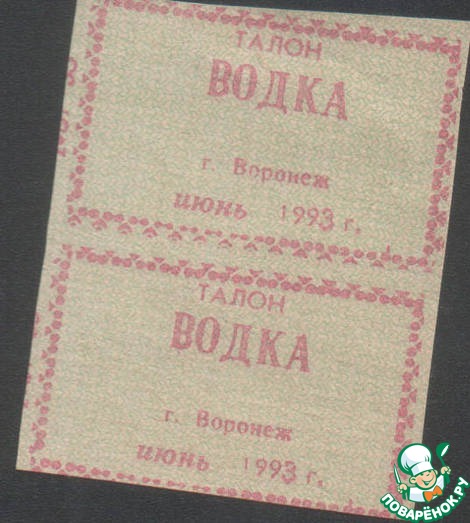 ТАЛОН
ВОДКА
г. Воронеж
июнь 1993 г.
ТАЛОН
ВОДКА
г. Воронеж
июнь 1993 г.
ПОВАРЁНОК.РУ